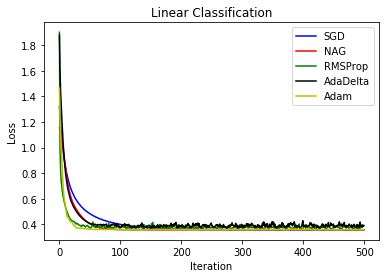 Linear Classification
SGD
NAG
RMSProp
AdaDelta
Adam
Loss
1.8
1.6
1.4
1.2
1.0
0.8
0.6
0.4
0 100 200 300 400 500
Iteration